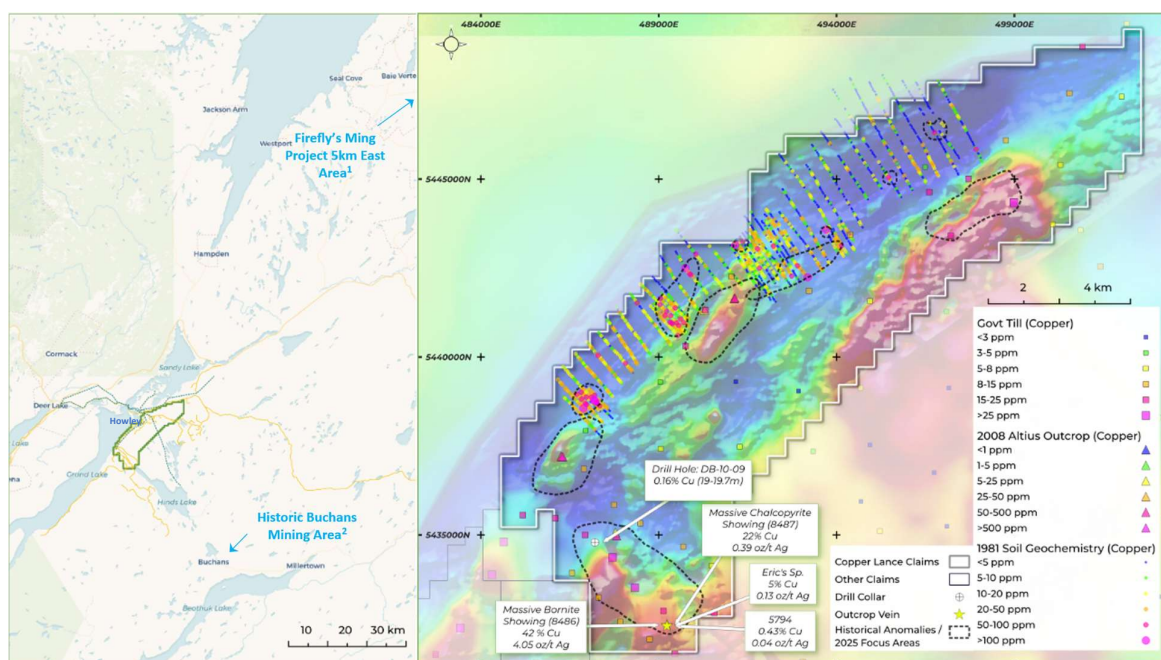 Seal Cove
Baie Verte
Jackson Arm
Westport
Firefly's Ming
Project 5km East
Area1
Hampden
Cormack
Sandy Lake
Deer Lake
Howley
Lake
Grand Lake
Hinds Lake
Historic Buchans
Mining Area2
Buchans
Millertown
Beothuk Lake
10 20 30 km
484000E 489000E 494000E 499000E
5445000N
5440000N
5435000N
2 4 km
Drill Hole: DB-10-09
0.16% Cu (19-19.7m)
Massive Chalcopyrite
Showing (8487)
22% Cu
0.39 oz/t Ag
Eric's Sp.
5% Cu
0.13 oz/t Ag
Massive Bornite
Showing (8486)
42 % Cu
4.05 oz/t Ag
5794
0.43% Cu
0.04 oz/t Ag
Govt Till (Copper)
<3 ppm
3-5 ppm
5-8 ppm
8-15 ppm
15-25 ppm
>25 ppm
2008 Altius Outcrop (Copper)
<1 ppm
1-5 ppm
5-25 ppm
25-50 ppm
50-500 ppm
>500 ppm
1981 Soil Geochemistry (Copper)
<5 ppm
5-10 ppm
10-20 ppm
20-50 ppm
50-100 ppm
>100 ppm
Copper Lance Claims
Other Claims
Drill Collar
Outcrop Vein
Historical Anomalies /
2025 Focus Areas